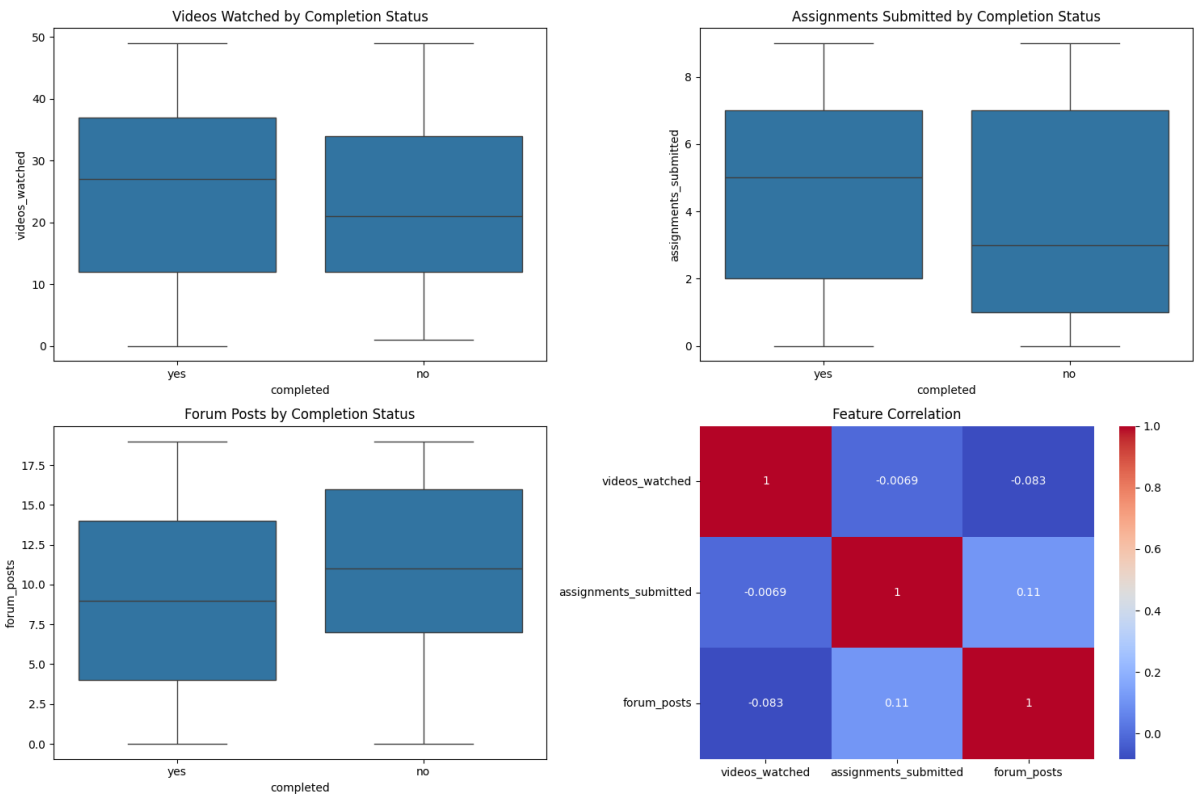 Videos Watched by Completion Status
50
40
30
20
10
0
videos_watched
yes
no
completed
Assignments Submitted by Completion Status
8
6
4
2
0
assignments_submitted
yes
no
completed
Forum Posts by Completion Status
17.5
15.0
12.5
10.0
7.5
5.0
2.5
0.0
forum_posts
yes
no
completed
Feature Correlation
videos_watched
1
-0.0069
-0.083
assignments_submitted
-0.0069
1
0.11
forum_posts
-0.083
0.11
1
videos_watched
assignments_submitted
forum_posts
1.0
0.8
0.6
0.4
0.2
0.0